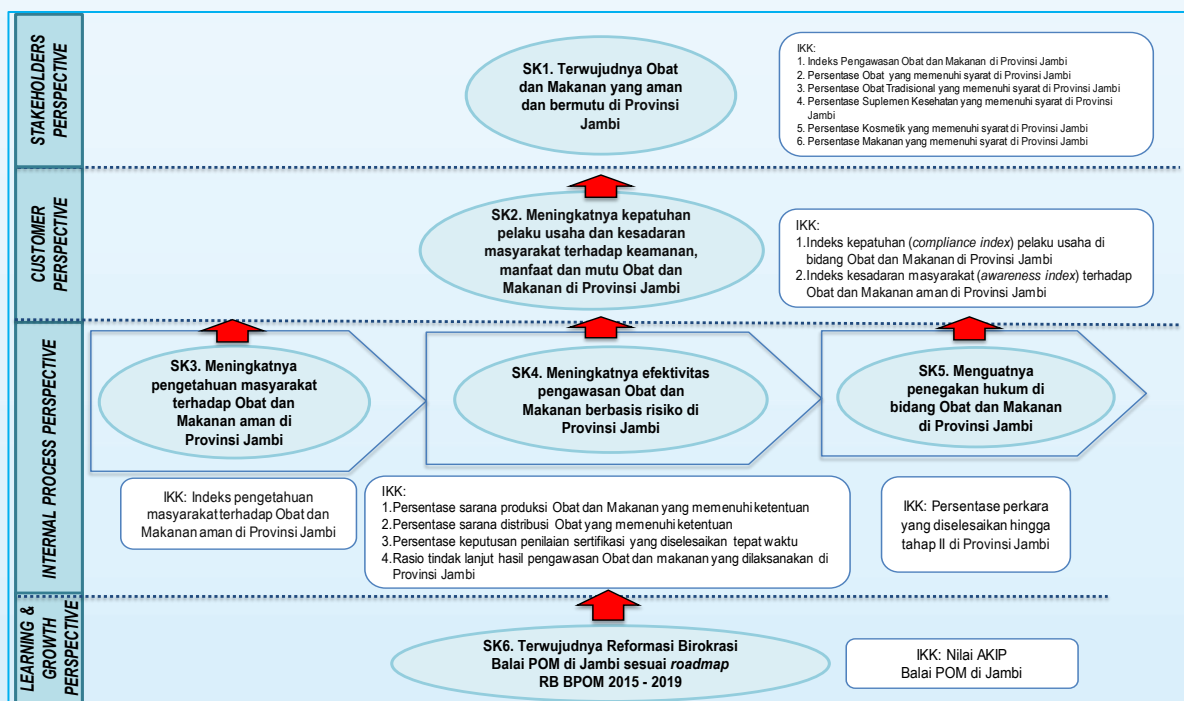 STAKEHOLDERS
PERSPECTIVE
SK1. Terwujudnya Obat
dan Makanan yang aman
dan bermutu di Provinsi
Jambi
IKK:
1. Indeks Pengawasan Obat dan Makanan di Provinsi Jambi
2. Persentase Obat yang memenuhi syarat di Provinsi Jambi
3. Persentase Obat Tradisional yang memenuhi syarat di Provinsi Jambi
4. Persentase Suplemen Kesehatan yang memenuhi syarat di Provinsi
Jambi
5. Persentase Kosmetik yang memenuhi syarat di Provinsi Jambi
6. Persentase Makanan yang memenuhi syarat di Provinsi Jambi
CUSTOMER
PERSPECTIVE
SK2. Meningkatnya kepatuhan
pelaku usaha dan kesadaran
masyarakat terhadap keamanan,
manfaat dan mutu Obat dan
Makanan di Provinsi Jambi
IKK:
1.Indeks kepatuhan (compliance index) pelaku usaha di
bidang Obat dan Makanan di Provinsi Jambi
2.Indeks kesadaran masyarakat (awareness index) terhadap
Obat dan Makanan aman di Provinsi Jambi
INTERNAL PROCESS PERSPECTIVE
SK3. Meningkatnya
pengetahuan masyarakat
terhadap Obat dan
Makanan aman di
Provinsi Jambi
SK4. Meningkatnya efektivitas
pengawasan Obat dan
Makanan berbasis risiko di
Provinsi Jambi
SK5. Menguatnya
penegakan hukum di
bidang Obat dan Makanan
di Provinsi Jambi
IKK: Indeks pengetahuan
masyarakat terhadap Obat dan
Makanan aman di Provinsi Jambi
IKK:
1.Persentase sarana produksi Obat dan Makanan yang memenuhi ketentuan
2.Persentase sarana distribusi Obat yang memenuhi ketentuan
3.Persentase keputusan penilaian sertifikasi yang diselesaikan tepat waktu
4.Rasio tindak lanjut hasil pengawasan Obat dan makanan yang dilaksanakan di
Provinsi Jambi
IKK: Persentase perkara
yang diselesaikan hingga
tahap II di Provinsi Jambi
LEARNING &
GROWTH
PERSPECTIVE
SK6. Terwujudnya Reformasi Birokrasi
Balai POM di Jambi sesuai roadmap
RB BPOM 2015 - 2019
IKK: Nilai AKIP
Balai POM di Jambi